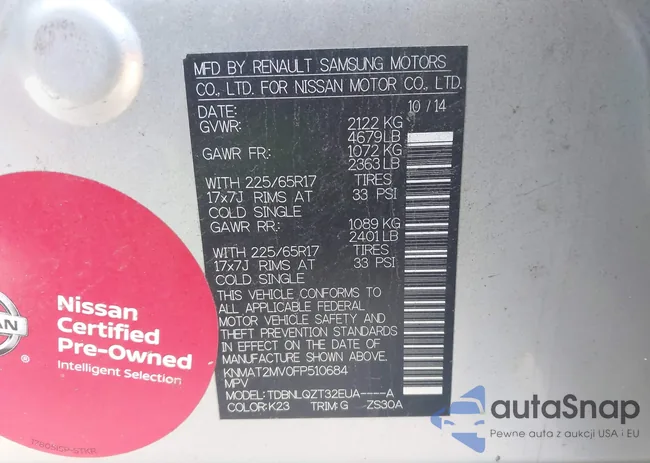 MFD BY RENAULT SAMSUNG MOTORS
CO., LTD. FOR NISSAN MOTOR CO., LTD.
DATE: 10/14
GVWR: 2122 KG
4679 LB
GAWR FR: 1072 KG
2363 LB
WITH 225/65R17 TIRES
17x7J RIMS AT 33 PSI
COLD SINGLE
GAWR RR: 1089 KG
2401 LB
WITH 225/65R17 TIRES
17x7J RIMS AT 33 PSI
COLD SINGLE
THIS VEHICLE CONFORMS TO
ALL APPLICABLE FEDERAL
MOTOR VEHICLE SAFETY AND
THEFT PREVENTION STANDARDS
IN EFFECT ON THE DATE OF
MANUFACTURE SHOWN ABOVE.
KNMAT2MV0FP510684
MPV
MODEL: TDBNLQZT32EUA----A
COLOR: K23 TRIM: G ZS30A
Nissan
Certified
Pre-Owned
Intelligent Selection
®
autaSnap
Pewne auta z aukcji USA i EU